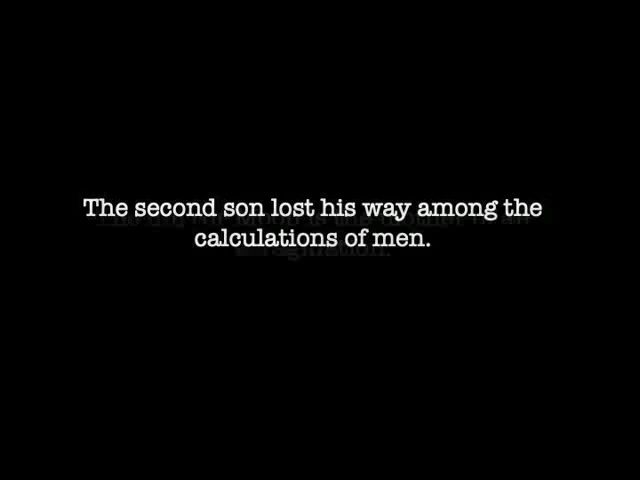 The second son lost his way among the
calculations of men.